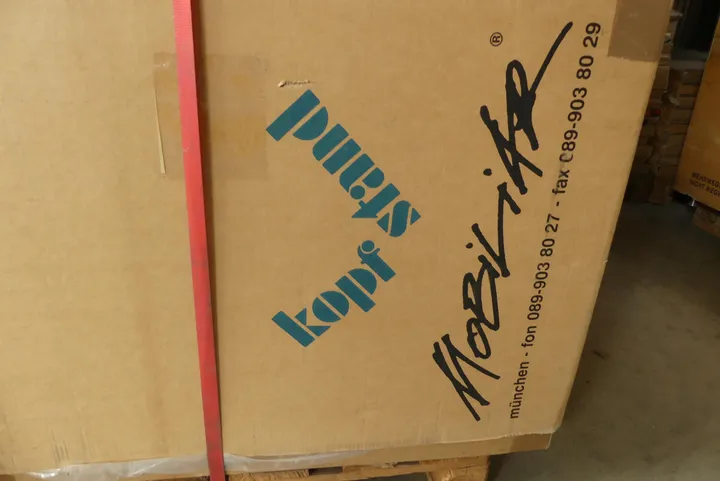 kopf
stand
MOBiLiAR
®
münchen - fon 089-903 80 27 - fax 089-903 80 29